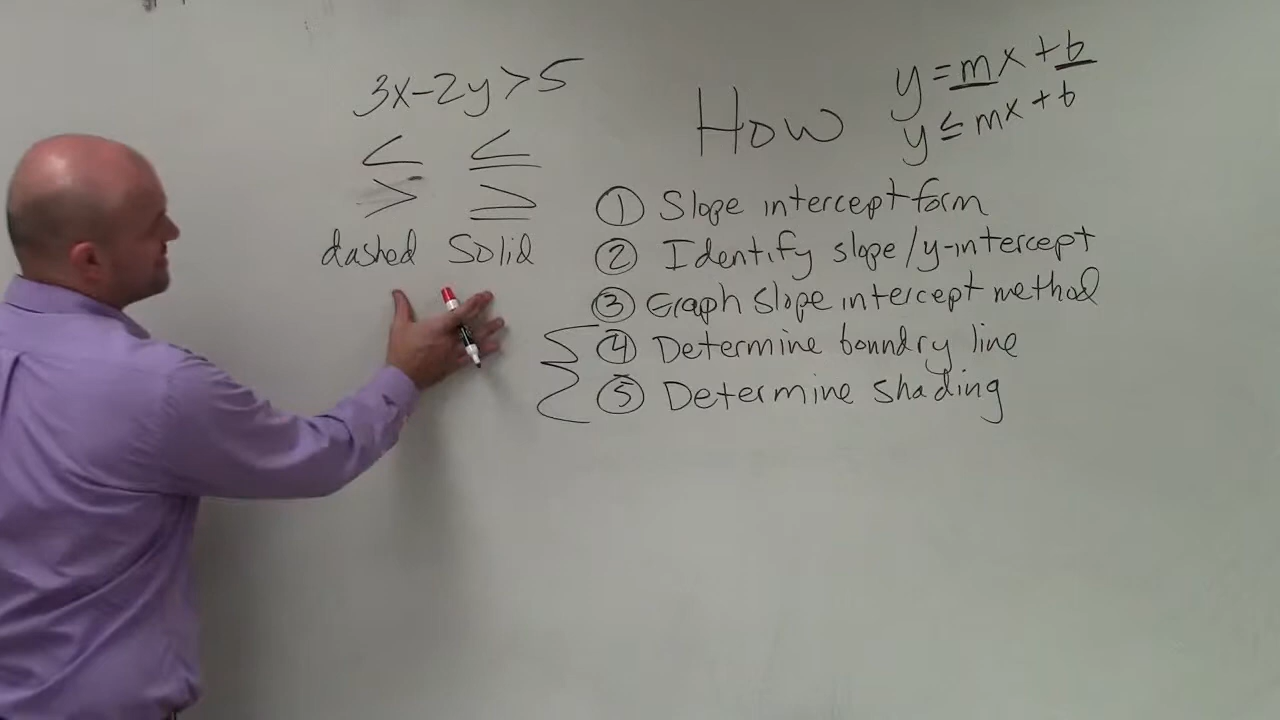 3x-2y>5
< ≤
> ≥
dashed Solid
How
y=mx+b
y≤mx+b
① Slope intercept form
② Identify slope/y-intercept
③ Graph slope intercept method
④ Determine boundry line
⑤ Determine shading